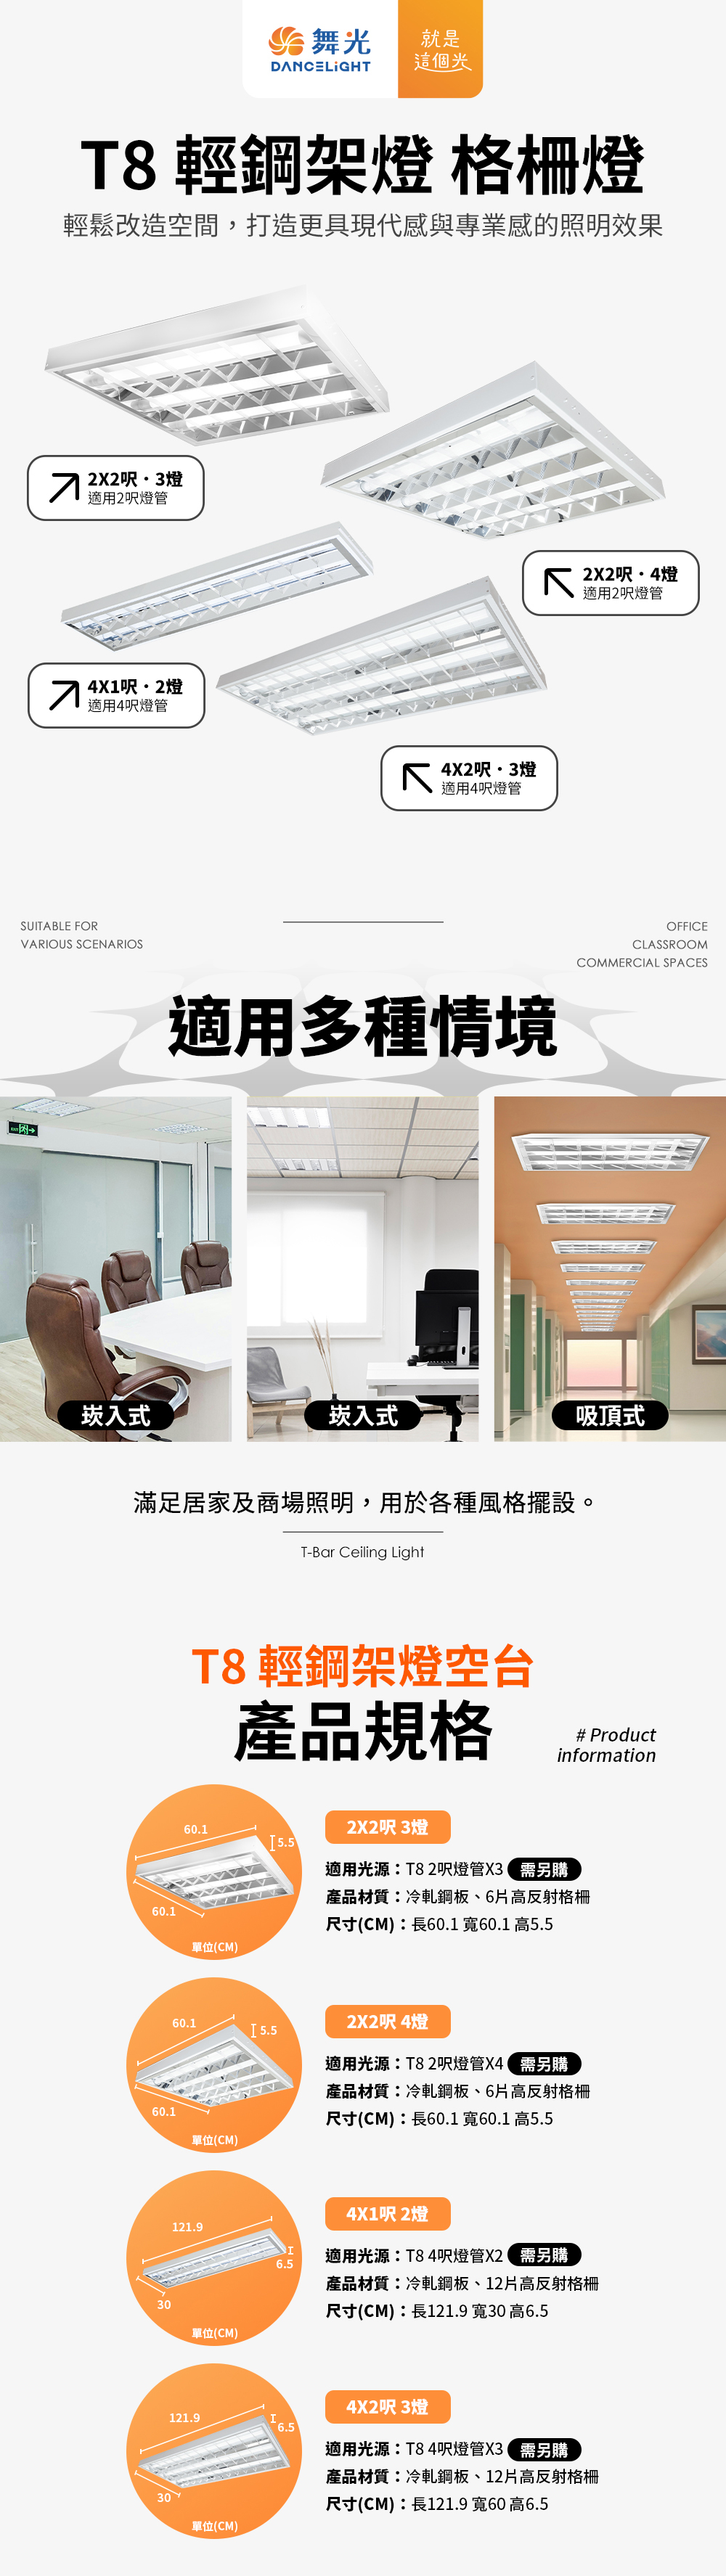 舞光
DANCELIGHT
就是
這個光
T8 輕鋼架燈 格柵燈
輕鬆改造空間，打造更具現代感與專業感的照明效果
2X2呎・3燈
適用2呎燈管
2X2呎・4燈
適用2呎燈管
4X1呎・2燈
適用4呎燈管
4X2呎・3燈
適用4呎燈管
SUITABLE FOR
VARIOUS SCENARIOS
OFFICE
CLASSROOM
COMMERCIAL SPACES
適用多種情境
崁入式
崁入式
吸頂式
滿足居家及商場照明，用於各種風格擺設。
T-Bar Ceiling Light
T8 輕鋼架燈空台
產品規格
# Product
information
60.1
5.5
60.1
單位(CM)
2X2呎 3燈
適用光源：T8 2呎燈管X3 需另購
產品材質：冷軋鋼板、6片高反射格柵
尺寸(CM)：長60.1 寬60.1 高5.5
60.1
5.5
60.1
單位(CM)
2X2呎 4燈
適用光源：T8 2呎燈管X4 需另購
產品材質：冷軋鋼板、6片高反射格柵
尺寸(CM)：長60.1 寬60.1 高5.5
121.9
6.5
30
單位(CM)
4X1呎 2燈
適用光源：T8 4呎燈管X2 需另購
產品材質：冷軋鋼板、12片高反射格柵
尺寸(CM)：長121.9 寬30 高6.5
121.9
6.5
30
單位(CM)
4X2呎 3燈
適用光源：T8 4呎燈管X3 需另購
產品材質：冷軋鋼板、12片高反射格柵
尺寸(CM)：長121.9 寬60 高6.5